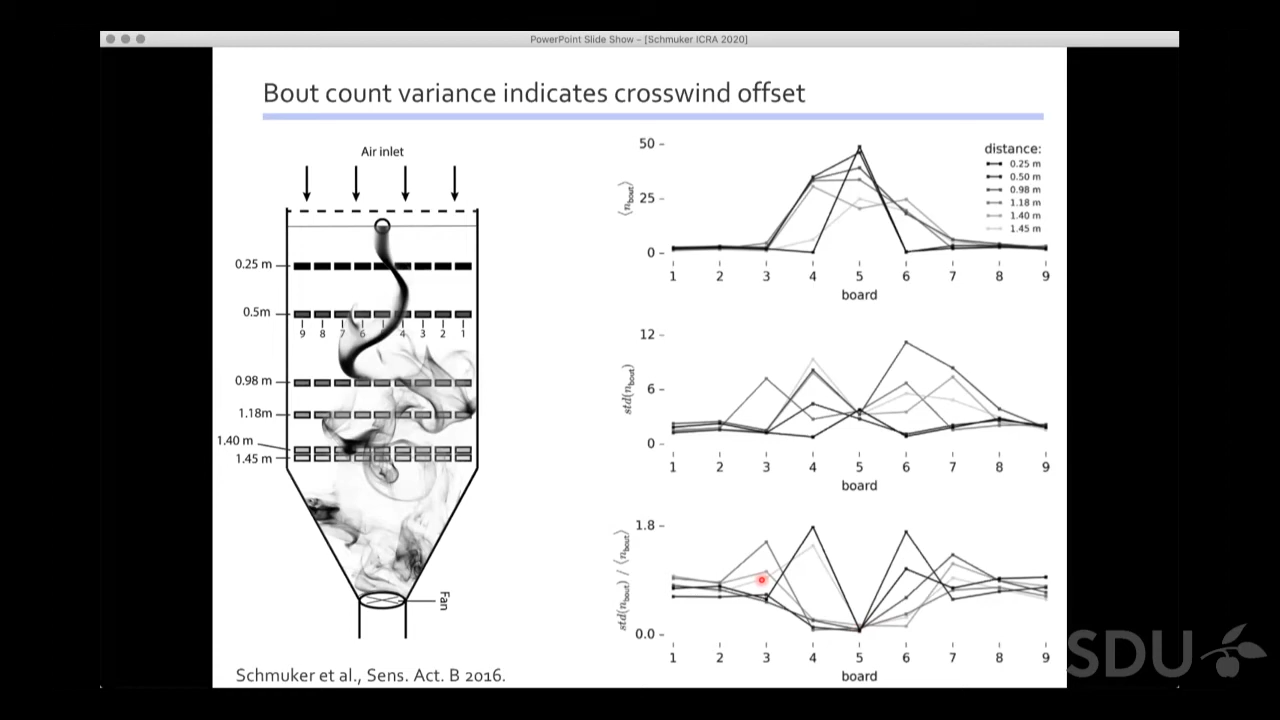 PowerPoint Slide Show – [Schmuker ICRA 2020]
Bout count variance indicates crosswind offset
Air inlet
0.25 m
0.5m
9 8 7 6 5 4 3 2 1
0.98 m
1.18m
1.40 m
1.45 m
Fan
Schmuker et al., Sens. Act. B 2016.
50
25
0
⟨n_bout⟩
1 2 3 4 5 6 7 8 9
board
distance:
0.25 m
0.50 m
0.98 m
1.18 m
1.40 m
1.45 m
12
6
0
std(n_bout)
1 2 3 4 5 6 7 8 9
board
1.8
0.0
std(n_bout) / ⟨n_bout⟩
1 2 3 4 5 6 7 8 9
board
SDU